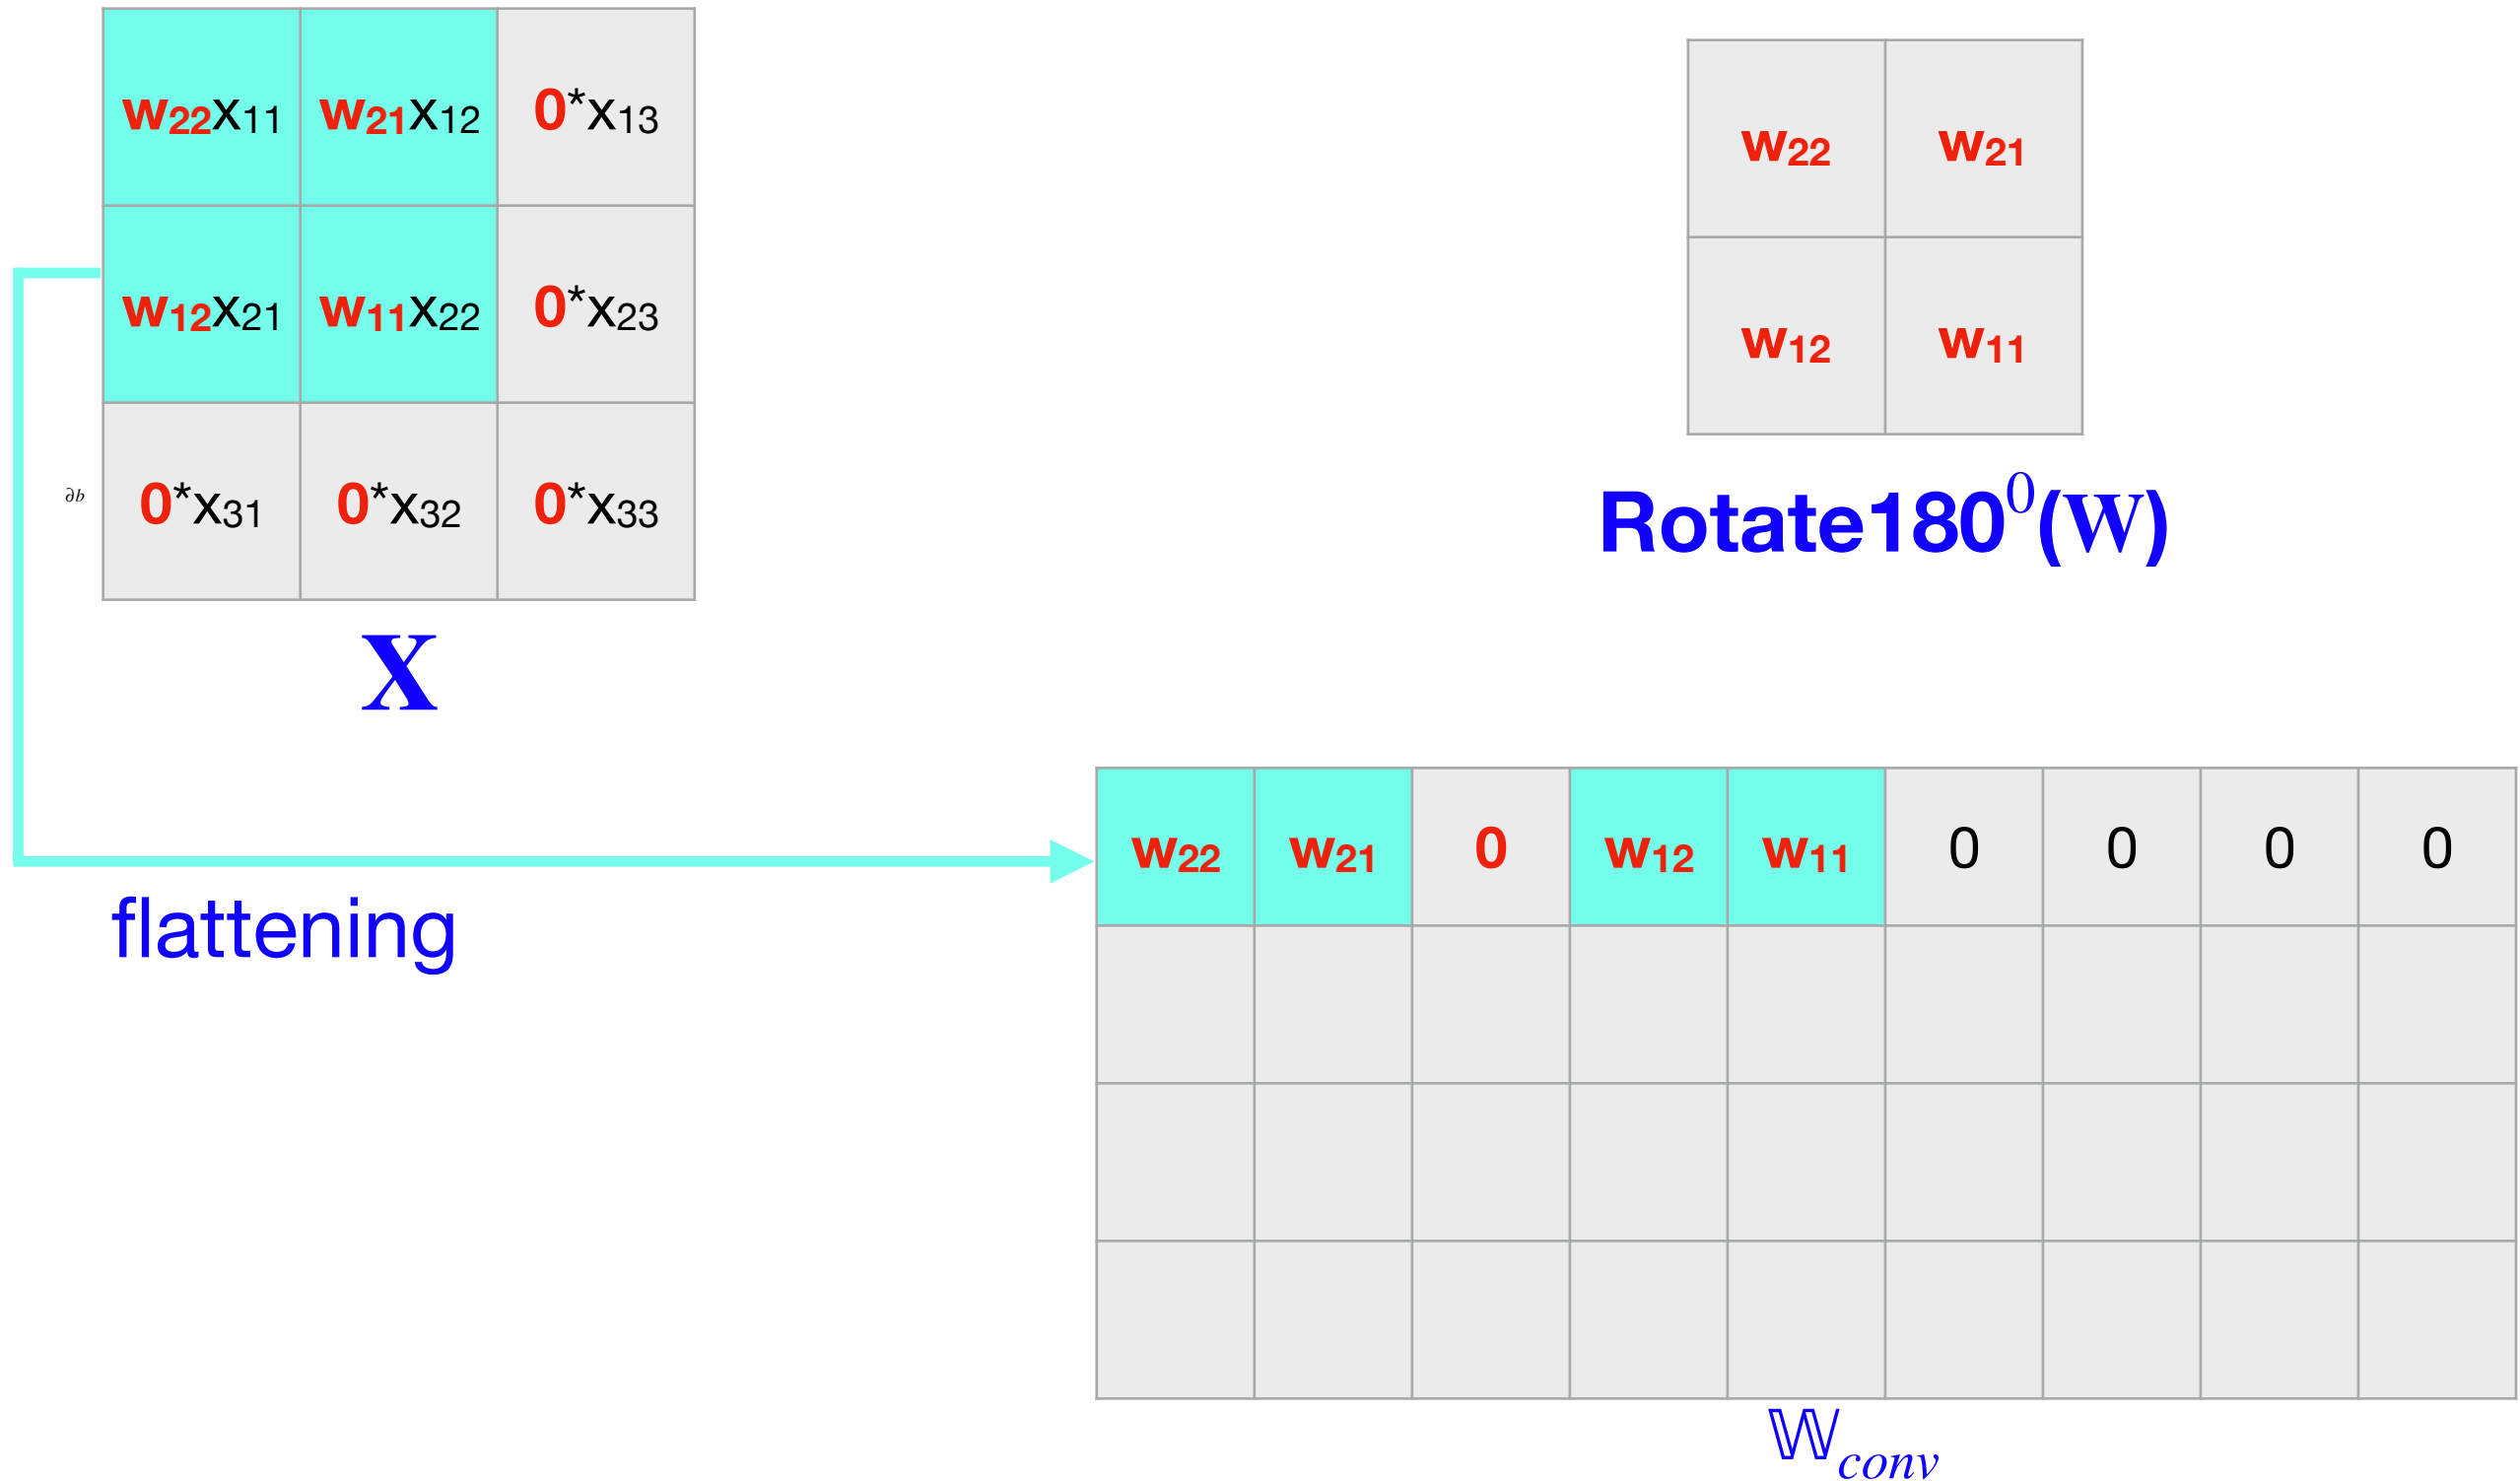 w22x11 w21x12 0*x13
w12x21 w11x22 0*x23
0*x31 0*x32 0*x33
∂b
X
w22 w21
w12 w11
Rotate180⁰(W)
flattening
w22 w21 0 w12 w11 0 0 0 0
𝕎conv